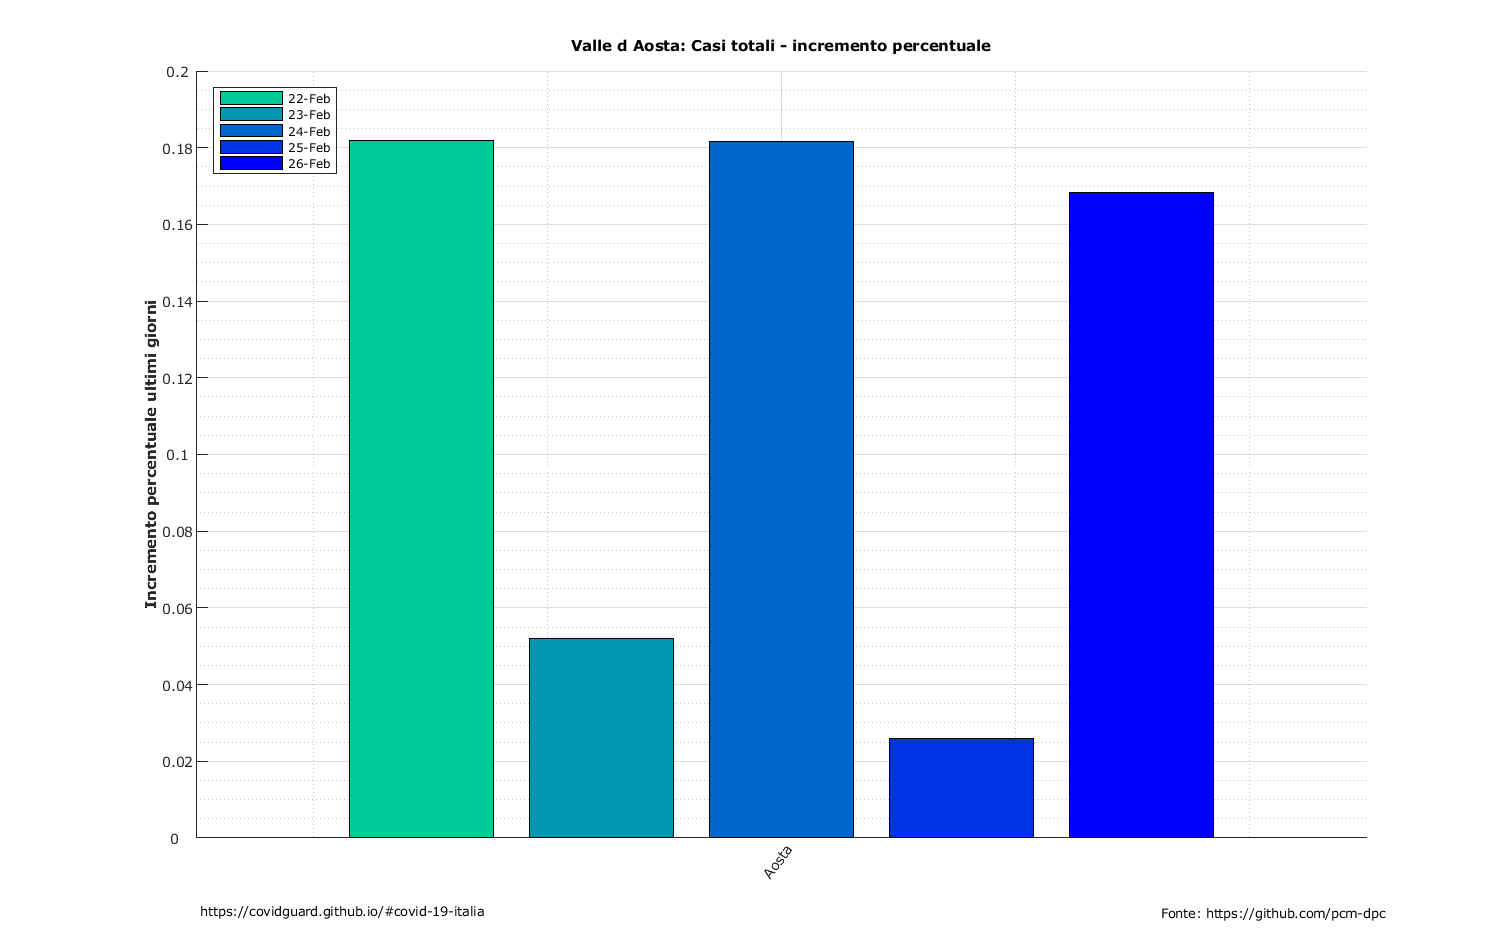 Valle d Aosta: Casi totali - incremento percentuale
22-Feb
23-Feb
24-Feb
25-Feb
26-Feb
Incremento percentuale ultimi giorni
0.2
0.18
0.16
0.14
0.12
0.1
0.08
0.06
0.04
0.02
0
Aosta
https://covidguard.github.io/#covid-19-italia
Fonte: https://github.com/pcm-dpc